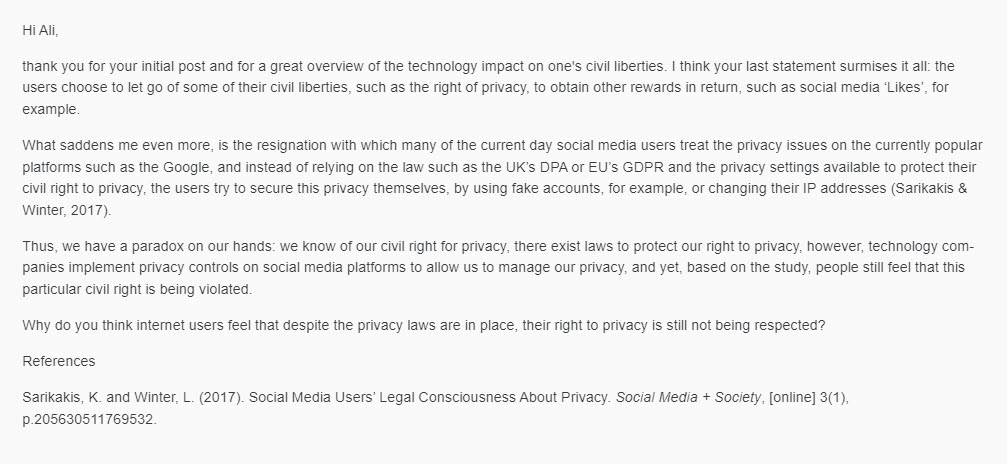 Hi Ali,
thank you for your initial post and for a great overview of the technology impact on one's civil liberties. I think your last statement surmises it all: the
users choose to let go of some of their civil liberties, such as the right of privacy, to obtain other rewards in return, such as social media ‘Likes’, for
example.
What saddens me even more, is the resignation with which many of the current day social media users treat the privacy issues on the currently popular
platforms such as the Google, and instead of relying on the law such as the UK’s DPA or EU’s GDPR and the privacy settings available to protect their
civil right to privacy, the users try to secure this privacy themselves, by using fake accounts, for example, or changing their IP addresses (Sarikakis &
Winter, 2017).
Thus, we have a paradox on our hands: we know of our civil right for privacy, there exist laws to protect our right to privacy, however, technology com-
panies implement privacy controls on social media platforms to allow us to manage our privacy, and yet, based on the study, people still feel that this
particular civil right is being violated.
Why do you think internet users feel that despite the privacy laws are in place, their right to privacy is still not being respected?
References
Sarikakis, K. and Winter, L. (2017). Social Media Users’ Legal Consciousness About Privacy. Social Media + Society, [online] 3(1),
p.205630511769532.